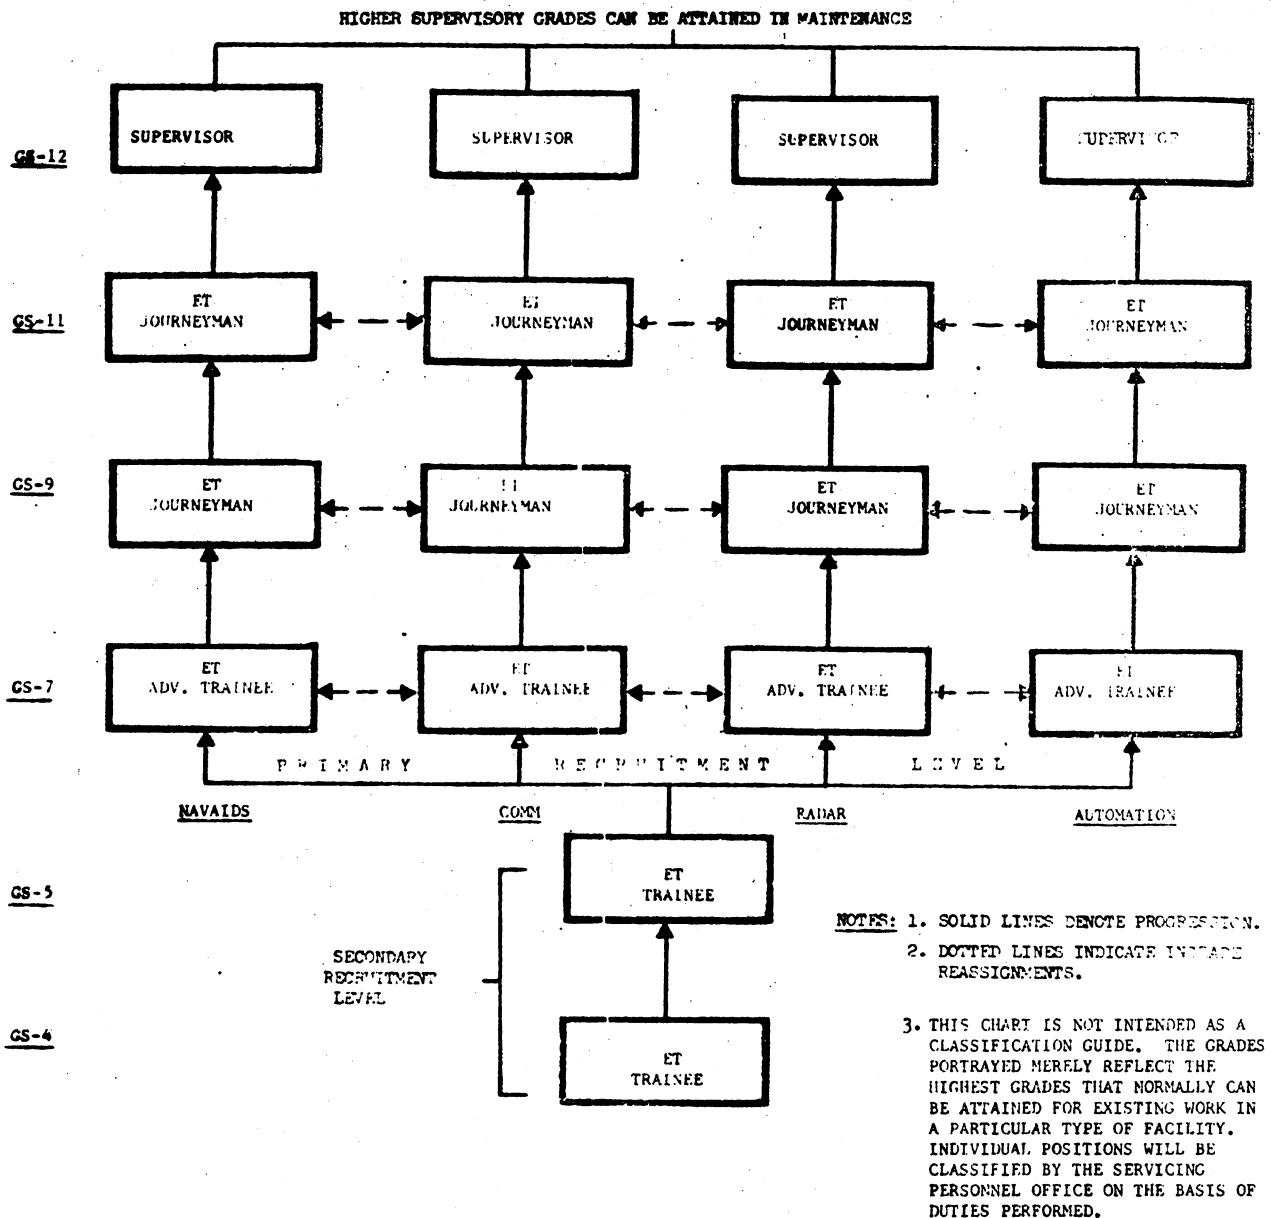 HIGHER SUPERVISORY GRADES CAN BE ATTAINED IN MAINTENANCE
GS-12
SUPERVISOR
SUPERVISOR
SUPERVISOR
SUPERVISOR
GS-11
ET
JOURNEYMAN
ET
JOURNEYMAN
ET
JOURNEYMAN
ET
JOURNEYMAN
GS-9
ET
JOURNEYMAN
ET
JOURNEYMAN
ET
JOURNEYMAN
ET
JOURNEYMAN
GS-7
ET
ADV. TRAINEE
ET
ADV. TRAINEE
ET
ADV. TRAINEE
ET
ADV. TRAINEE
PRIMARY RECRUITMENT LEVEL
NAVAIDS
COMM
RADAR
AUTOMATION
GS-5
ET
TRAINEE
SECONDARY
RECRUITMENT
LEVEL
GS-4
ET
TRAINEE
NOTES: 1. SOLID LINES DENOTE PROGRESSION.
2. DOTTED LINES INDICATE INGRADE
REASSIGNMENTS.
3. THIS CHART IS NOT INTENDED AS A
CLASSIFICATION GUIDE. THE GRADES
PORTRAYED MERELY REFLECT THE
HIGHEST GRADES THAT NORMALLY CAN
BE ATTAINED FOR EXISTING WORK IN
A PARTICULAR TYPE OF FACILITY.
INDIVIDUAL POSITIONS WILL BE
CLASSIFIED BY THE SERVICING
PERSONNEL OFFICE ON THE BASIS OF
DUTIES PERFORMED.